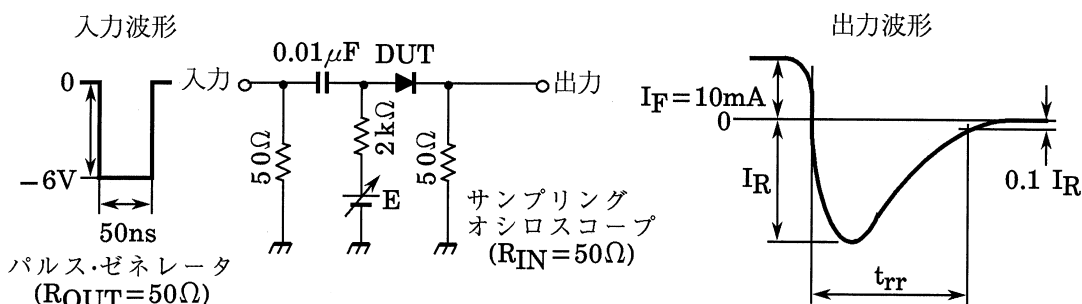 入力波形
0
-6V
50ns
パルス・ゼネレータ
(ROUT=50Ω)
入力
0.01μF
DUT
出力
50Ω
2kΩ
E
50Ω
サンプリング
オシロスコープ
(RIN=50Ω)
出力波形
IF=10mA
0
IR
0.1 IR
trr